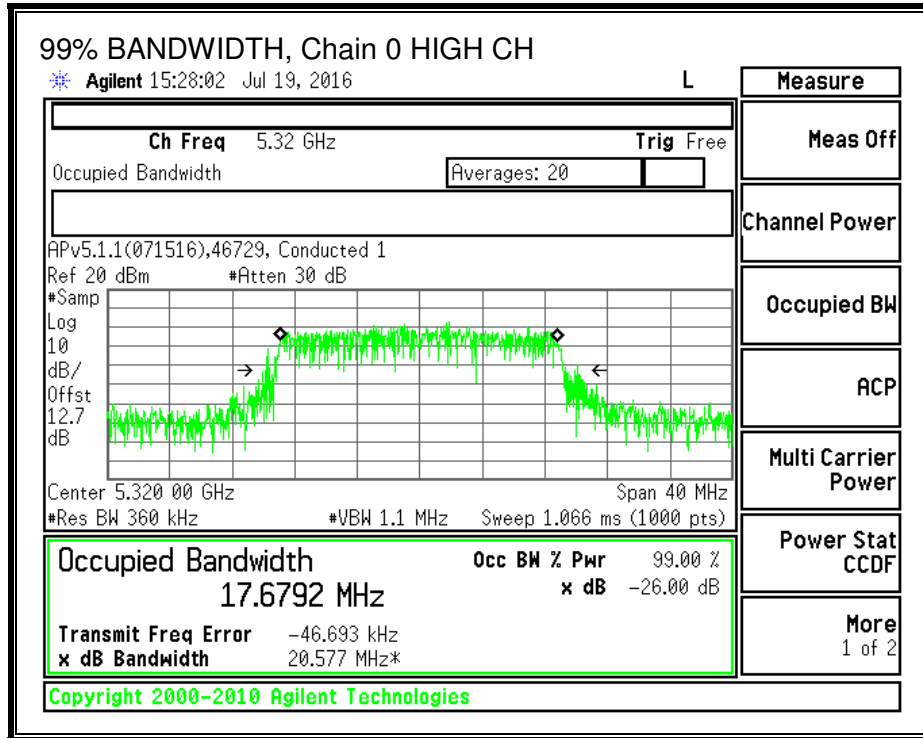 99% BANDWIDTH, Chain 0 HIGH CH
Agilent 15:28:02 Jul 19, 2016 L
Measure
Ch Freq 5.32 GHz Trig Free
Meas Off
Occupied Bandwidth Averages: 20
Channel Power
APv5.1.1(071516),46729, Conducted 1
Ref 20 dBm #Atten 30 dB
#Samp
Log
10
dB/
Offst
12.7
dB
Occupied BW
ACP
Center 5.320 00 GHz Span 40 MHz
#Res BW 360 kHz #VBW 1.1 MHz Sweep 1.066 ms (1000 pts)
Multi Carrier
Power
Occupied Bandwidth Occ BW % Pwr 99.00 %
17.6792 MHz x dB -26.00 dB
Transmit Freq Error -46.693 kHz
x dB Bandwidth 20.577 MHz*
Power Stat
CCDF
More
1 of 2
Copyright 2000-2010 Agilent Technologies